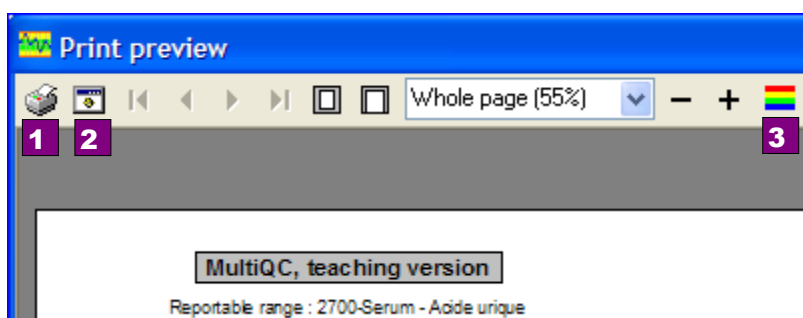 Print preview
Whole page (55%)
1 2 3
MultiQC, teaching version
Reportable range : 2700-Serum - Acide urique